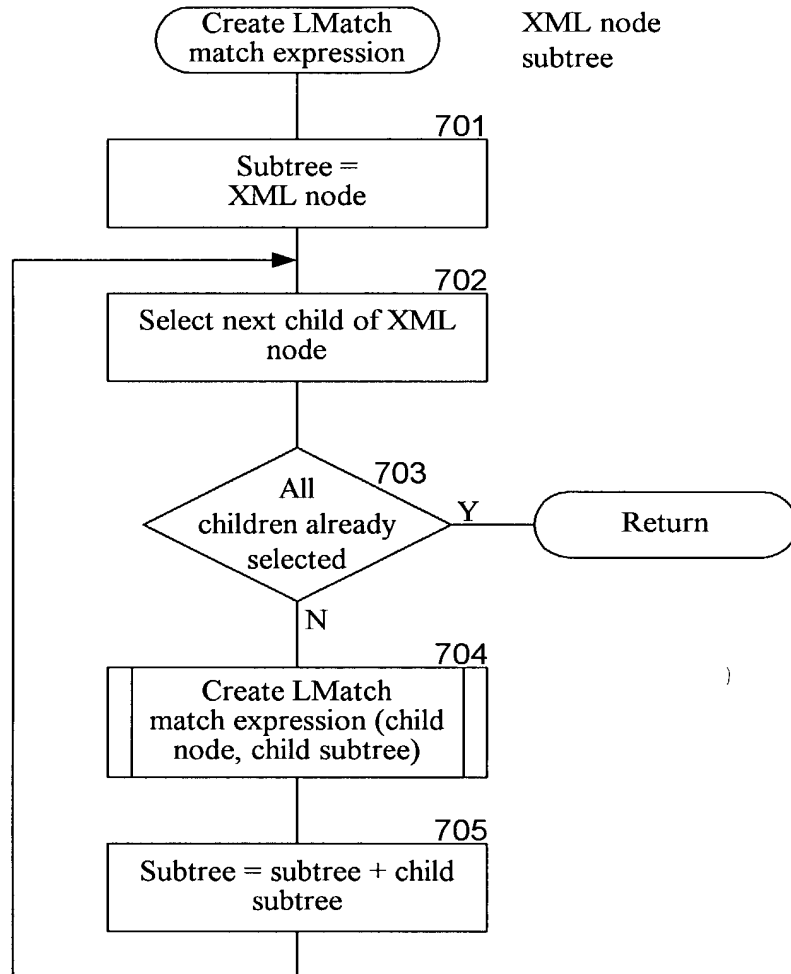 Create LMatch
match expression
XML node
subtree
701
Subtree =
XML node
702
Select next child of XML
node
703
All
children already
selected
Y
Return
N
704
Create LMatch
match expression (child
node, child subtree)
705
Subtree = subtree + child
subtree